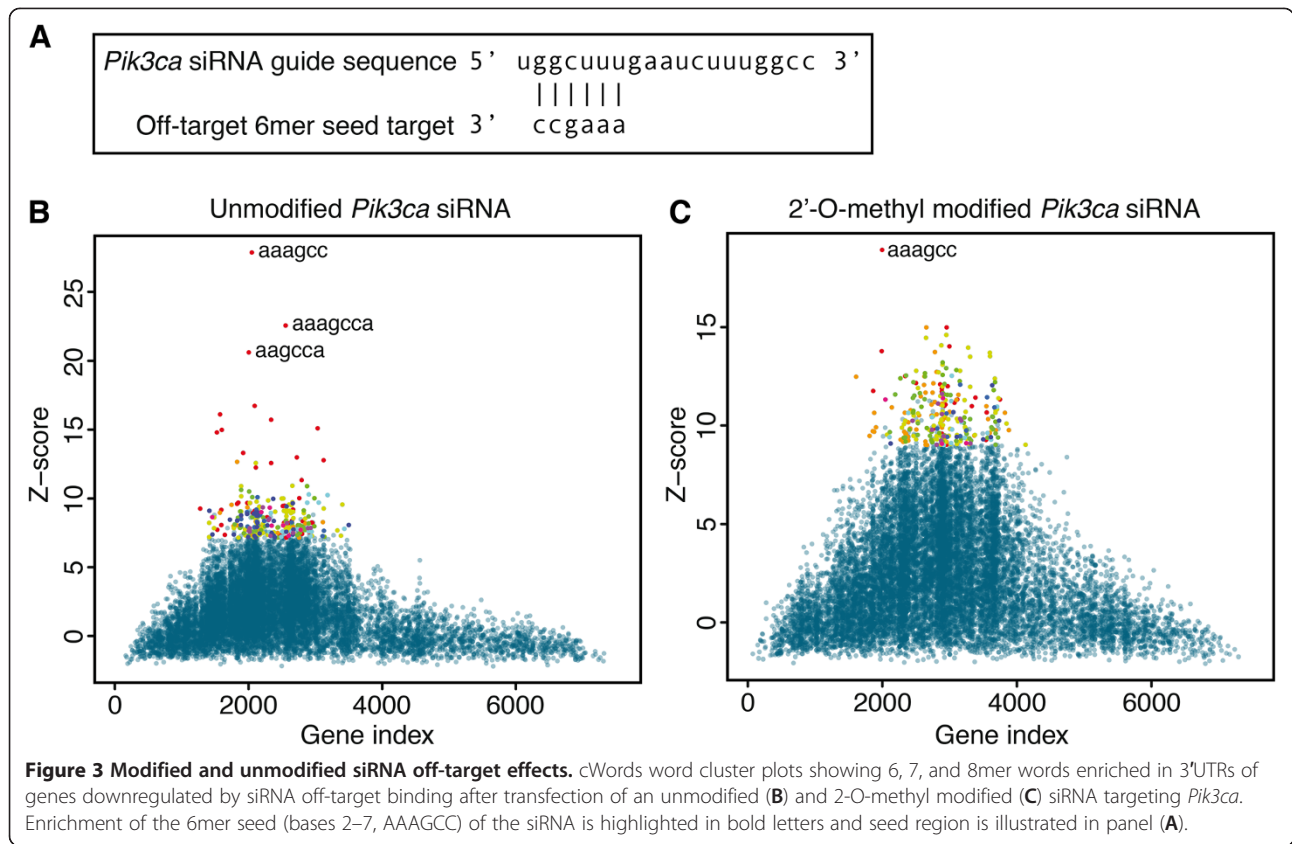 A
Pik3ca siRNA guide sequence 5' uggcuuugaaucuuuggcc 3'
||||||
Off-target 6mer seed target 3' ccgaaa
B
Unmodified Pik3ca siRNA
aaagcc
aaagcca
aagcca
Z−score
25
20
15
10
5
0
0 2000 4000 6000
Gene index
C
2'-O-methyl modified Pik3ca siRNA
aaagcc
Z−score
15
10
5
0
0 2000 4000 6000
Gene index
Figure 3 Modified and unmodified siRNA off-target effects. cWords word cluster plots showing 6, 7, and 8mer words enriched in 3′UTRs of
genes downregulated by siRNA off-target binding after transfection of an unmodified (B) and 2-O-methyl modified (C) siRNA targeting Pik3ca.
Enrichment of the 6mer seed (bases 2–7, AAAGCC) of the siRNA is highlighted in bold letters and seed region is illustrated in panel (A).